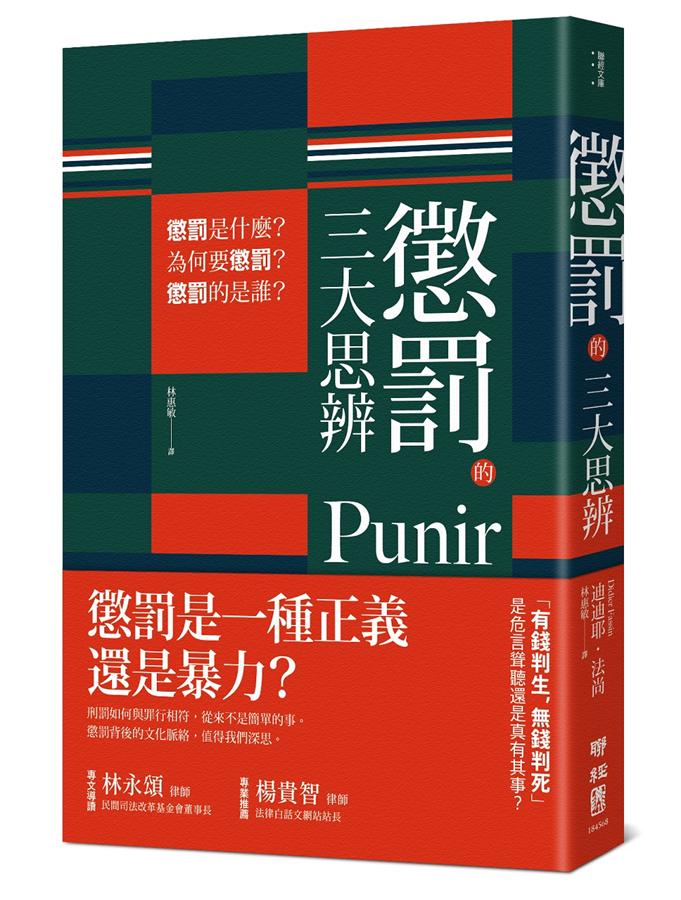 懲罰的
三大思辨
Punir
懲罰是什麼？
為何要懲罰？
懲罰的是誰？
林惠敏——譯
懲罰是一種正義
還是暴力？
刑罰如何與罪行相符，從來不是簡單的事。
懲罰背後的文化脈絡，值得我們深思。
「有錢判生，無錢判死」
是危言聳聽還是真有其事？
專文導讀
林永頌 律師
民間司法改革基金會董事長
專業推薦
楊貴智 律師
法律白話文網站站長
聯經文庫
懲罰的三大思辨
Didier Fassin
迪迪耶・法尚
林惠敏——譯
聯經
184568